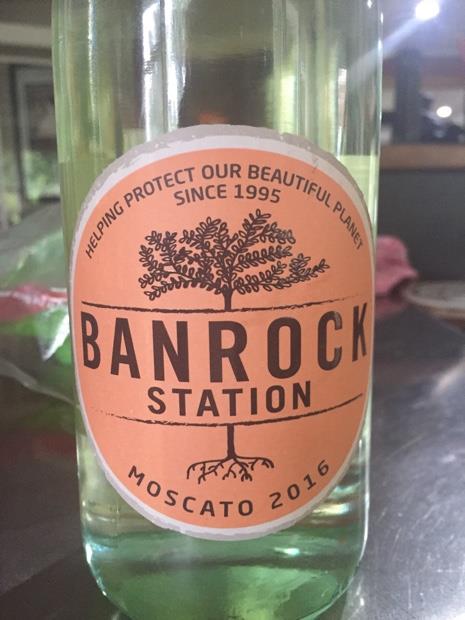 HELPING PROTECT OUR BEAUTIFUL PLANET
SINCE 1995
BANROCK
STATION
MOSCATO 2016